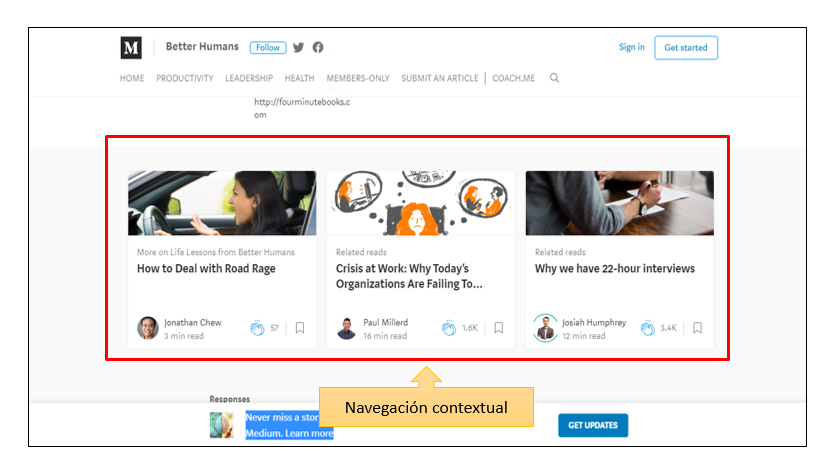 M Better Humans Follow Sign in Get started
HOME PRODUCTIVITY LEADERSHIP HEALTH MEMBERS-ONLY SUBMIT AN ARTICLE COACH.ME
http://fourminutebooks.c
om
More on Life Lessons from Better Humans
How to Deal with Road Rage
Jonathan Chew
3 min read
57
Related reads
Crisis at Work: Why Today's
Organizations Are Failing To...
Paul Millerd
16 min read
1.6K
Related reads
Why we have 22-hour interviews
Josiah Humphrey
12 min read
3.4K
Navegación contextual
Responses
Never miss a stor
Medium. Learn more
GET UPDATES